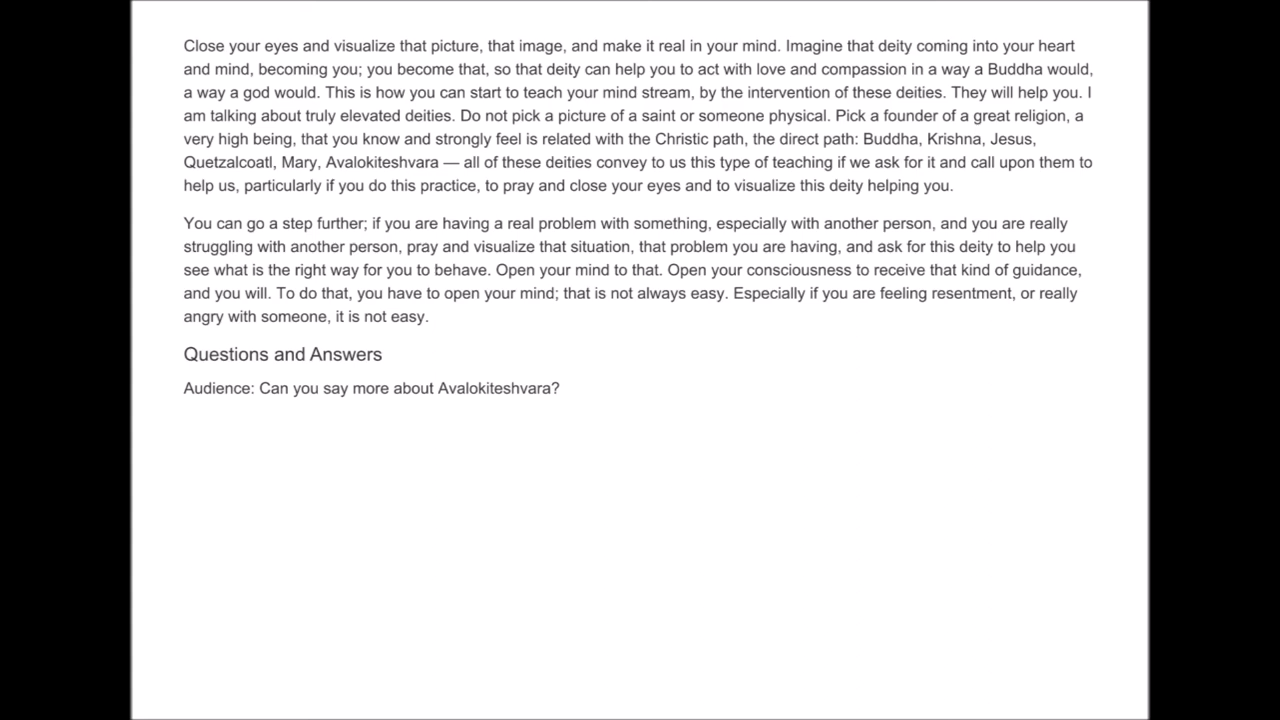 Close your eyes and visualize that picture, that image, and make it real in your mind. Imagine that deity coming into your heart
and mind, becoming you; you become that, so that deity can help you to act with love and compassion in a way a Buddha would,
a way a god would. This is how you can start to teach your mind stream, by the intervention of these deities. They will help you. I
am talking about truly elevated deities. Do not pick a picture of a saint or someone physical. Pick a founder of a great religion, a
very high being, that you know and strongly feel is related with the Christic path, the direct path: Buddha, Krishna, Jesus,
Quetzalcoatl, Mary, Avalokiteshvara — all of these deities convey to us this type of teaching if we ask for it and call upon them to
help us, particularly if you do this practice, to pray and close your eyes and to visualize this deity helping you.
You can go a step further; if you are having a real problem with something, especially with another person, and you are really
struggling with another person, pray and visualize that situation, that problem you are having, and ask for this deity to help you
see what is the right way for you to behave. Open your mind to that. Open your consciousness to receive that kind of guidance,
and you will. To do that, you have to open your mind; that is not always easy. Especially if you are feeling resentment, or really
angry with someone, it is not easy.
Questions and Answers
Audience: Can you say more about Avalokiteshvara?